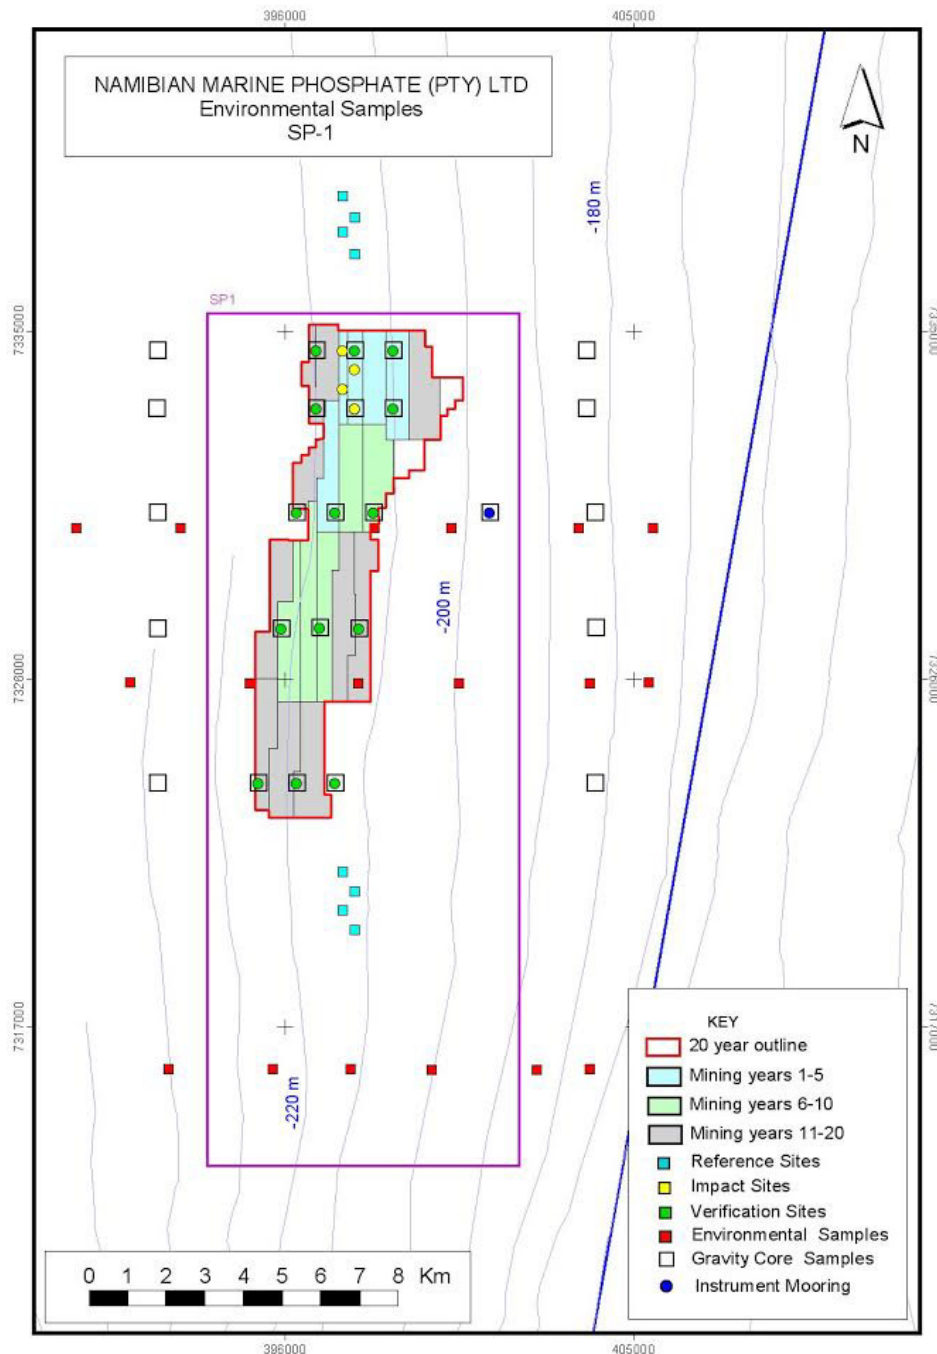 396000
405000
NAMIBIAN MARINE PHOSPHATE (PTY) LTD
Environmental Samples
SP-1
N
-180 m
SP1
7335000
7335000
-200 m
7326000
7326000
7317000
7317000
-220 m
KEY
20 year outline
Mining years 1-5
Mining years 6-10
Mining years 11-20
Reference Sites
Impact Sites
Verification Sites
Environmental Samples
Gravity Core Samples
Instrument Mooring
0 1 2 3 4 5 6 7 8 Km
396000
405000